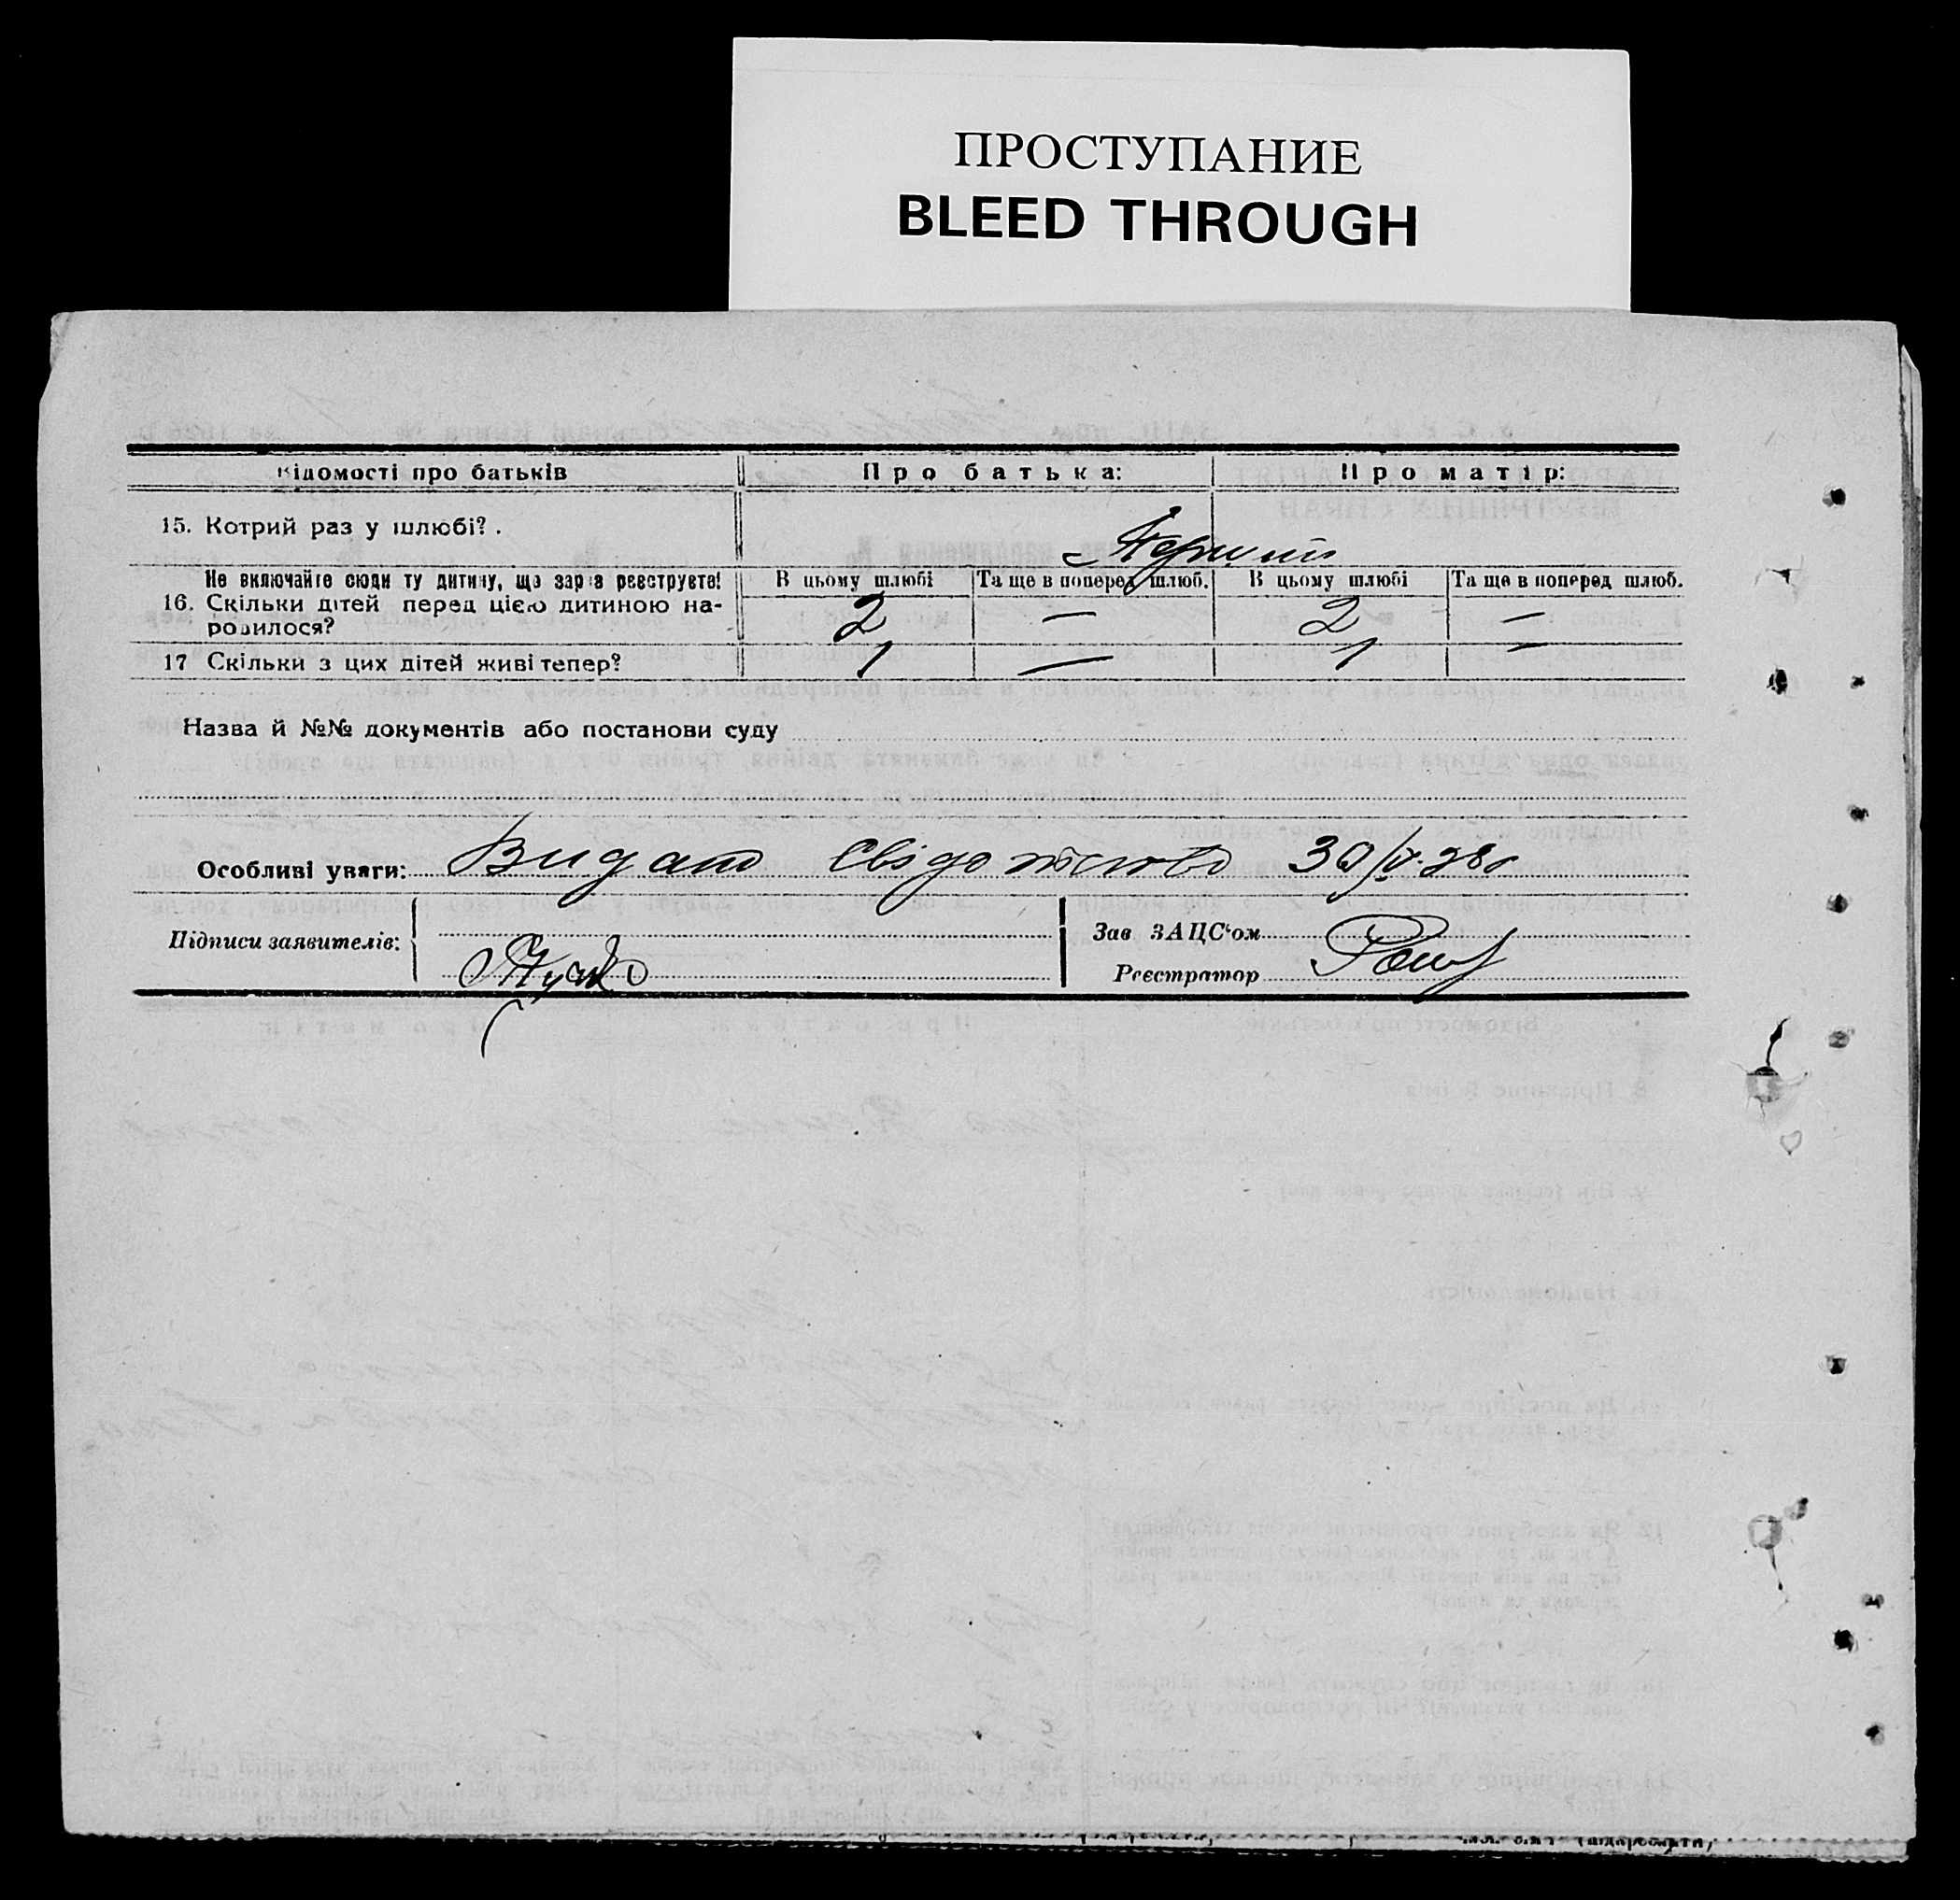 ПРОСТУПАНИЕ
BLEED THROUGH
Відомості про батьків Про батька: Про матір:
15. Котрий раз у шлюбі? . Перший
Не включайте сюди ту дитину, що зараз реєструєте! В цьому шлюбі Та ще в поперед шлюб. В цьому шлюбі Та ще в поперед шлюб.
16. Скільки дітей перед цією дитиною на-
родилося? 2 — 2 —
17 Скільки з цих дітей живі тепер? 1 — 1 —
Назва й №№ документів або постанови суду
Особливі уваги: Видано свідоцтво 30/V-28р
Підписи заявителів: Зав ЗАЦС'ом
Реєстратор